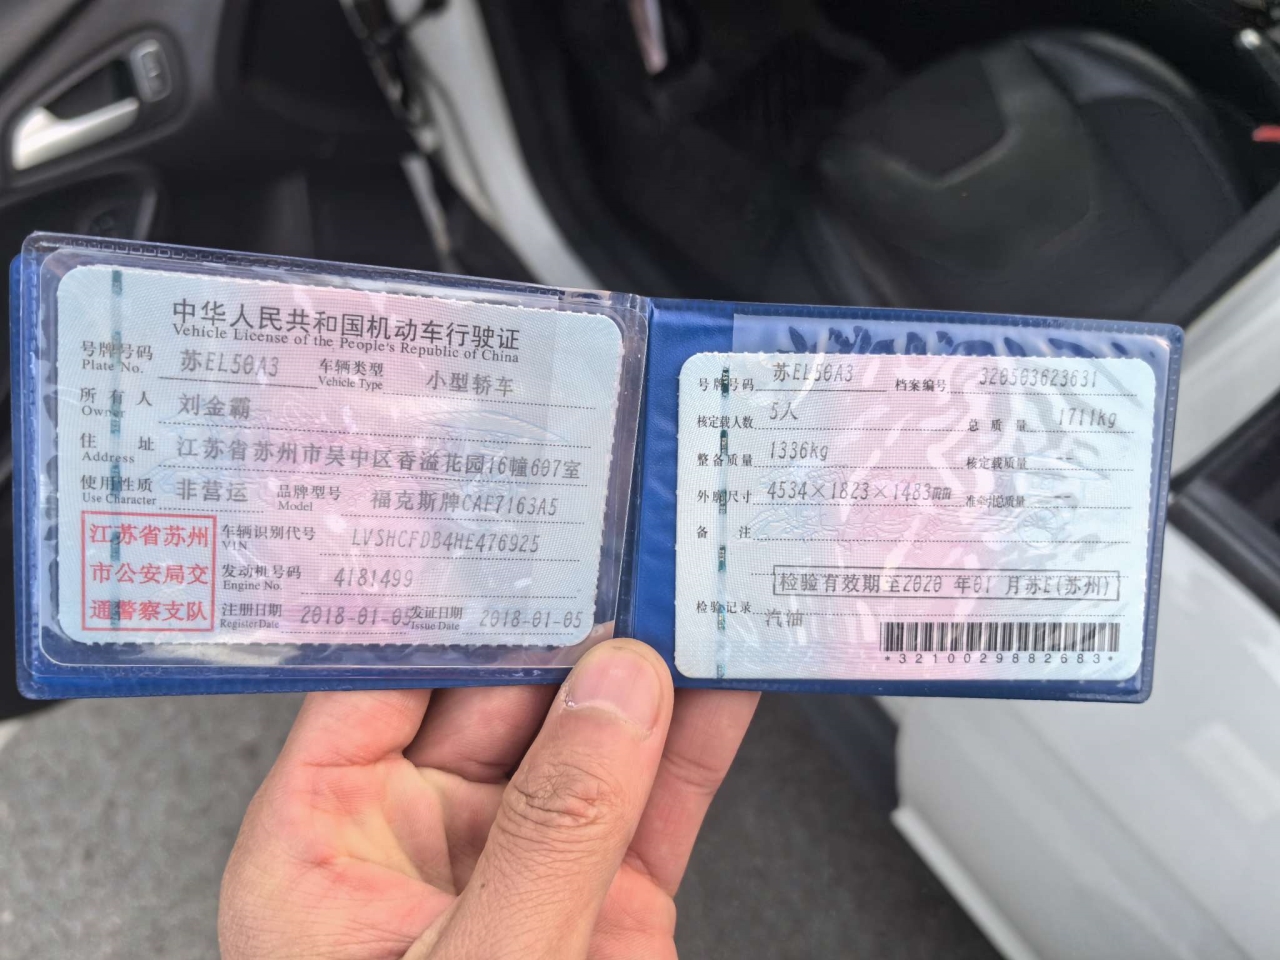 中华人民共和国机动车行驶证
Vehicle License of the People's Republic of China
号牌号码 苏EL50A3 车辆类型 小型轿车
Plate No. Vehicle Type
所有人 刘金霸
Owner
住址 江苏省苏州市吴中区香溢花园16幢607室
Address
使用性质 非营运 品牌型号 福克斯牌CAF7163A5
Use Character Model
江苏省苏州
市公安局交
通警察支队
车辆识别代号 LVSHCFDB4HE476925
VIN
发动机号码 4181499
Engine No.
注册日期 2018-01-05 发证日期 2018-01-05
Register Date Issue Date
号牌号码 苏EL50A3 档案编号 320503623631
核定载人数 5人 总质量 1711kg
整备质量 1336kg 核定载质量 --
外廓尺寸 4534×1823×1483mm 准牵引总质量 --
备注
检验有效期至2020年01月苏E(苏州)
检验记录
汽油
*3210029882683*